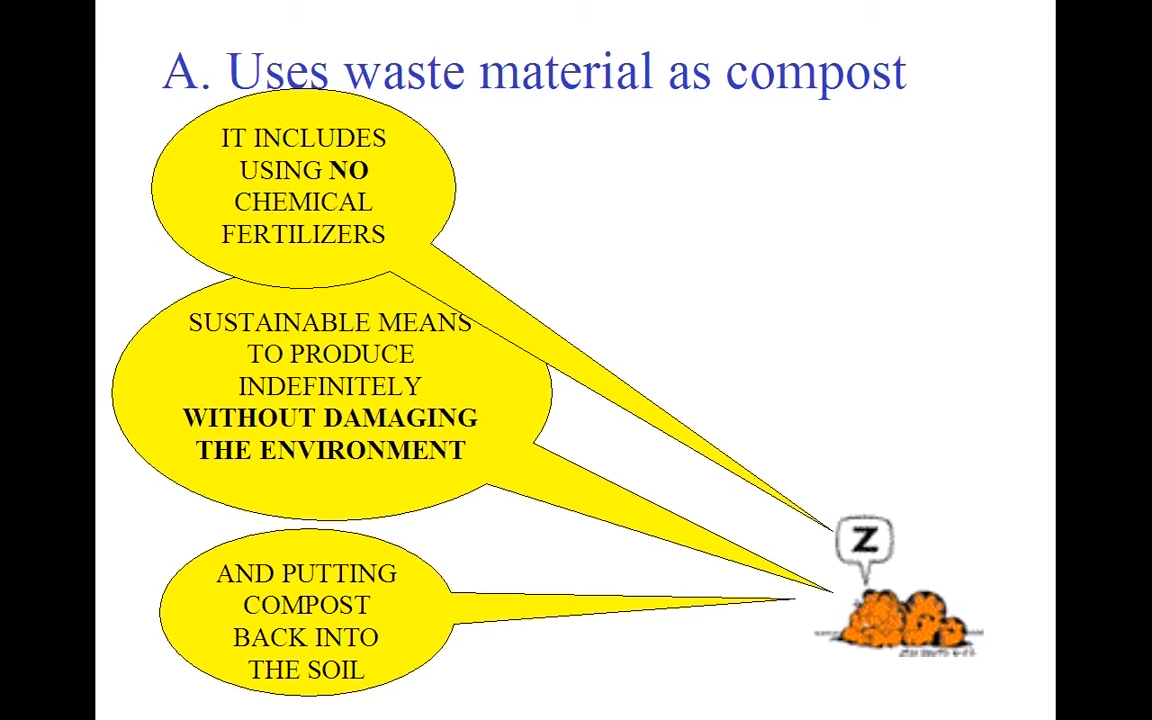 A. Uses waste material as compost
IT INCLUDES
USING NO
CHEMICAL
FERTILIZERS
SUSTAINABLE MEANS
TO PRODUCE
INDEFINITELY
WITHOUT DAMAGING
THE ENVIRONMENT
Z
AND PUTTING
COMPOST
BACK INTO
THE SOIL